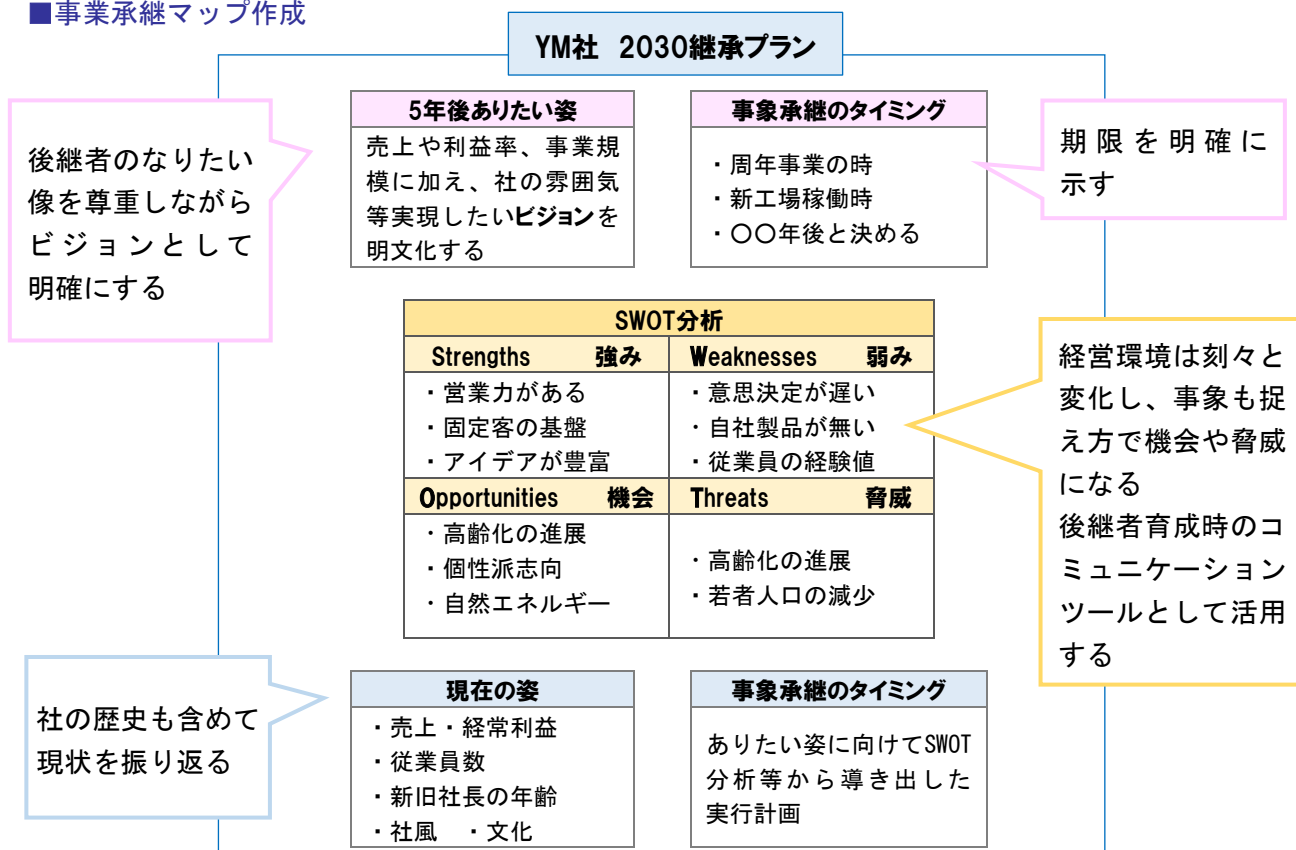 ■事業承継マップ作成
YM社 2030継承プラン
後継者のなりたい
像を尊重しながら
ビジョンとして
明確にする
5年後ありたい姿
売上や利益率、事業規
模に加え、社の雰囲気
等実現したいビジョンを
明文化する
事象承継のタイミング
・周年事業の時
・新工場稼働時
・〇〇年後と決める
期限を明確に
示す
SWOT分析
Strengths 強み
・営業力がある
・固定客の基盤
・アイデアが豊富
Weaknesses 弱み
・意思決定が遅い
・自社製品が無い
・従業員の経験値
Opportunities 機会
・高齢化の進展
・個性派志向
・自然エネルギー
Threats 脅威
・高齢化の進展
・若者人口の減少
経営環境は刻々と
変化し、事象も捉
え方で機会や脅威
になる
後継者育成時のコ
ミュニケーション
ツールとして活用
する
社の歴史も含めて
現状を振り返る
現在の姿
・売上・経常利益
・従業員数
・新旧社長の年齢
・社風 ・文化
事象承継のタイミング
ありたい姿に向けてSWOT
分析等から導き出した
実行計画